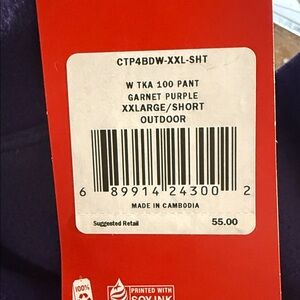 CTP4BDW-XXL-SHT
W TKA 100 PANT
GARNET PURPLE
XXLARGE/SHORT
OUTDOOR
6 89914 24300 2
MADE IN CAMBODIA
Suggested Retail 55.00
100%
PRINTED WITH
SOY INK